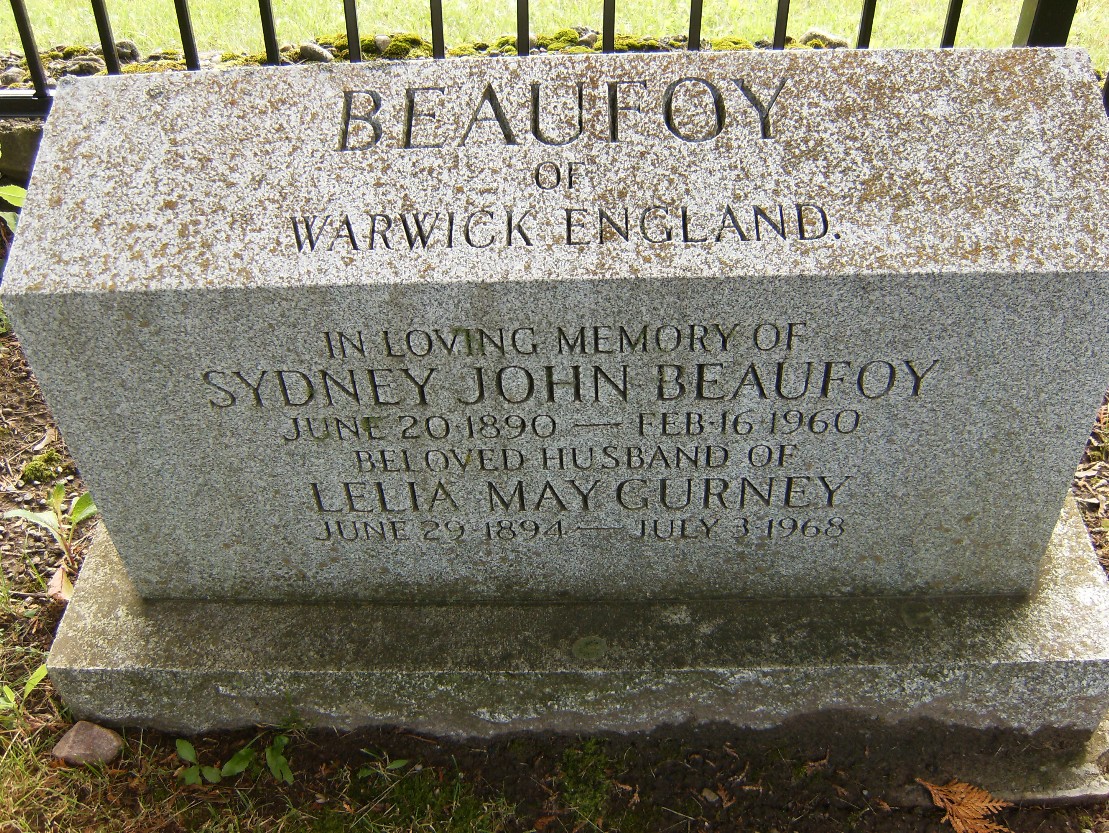 BEAUFOY
OF
WARWICK ENGLAND.
IN LOVING MEMORY OF
SYDNEY JOHN BEAUFOY
JUNE 20 1890 — FEB·16 1960
BELOVED HUSBAND OF
LELIA MAY GURNEY
JUNE 29 1894 — JULY 3 1968